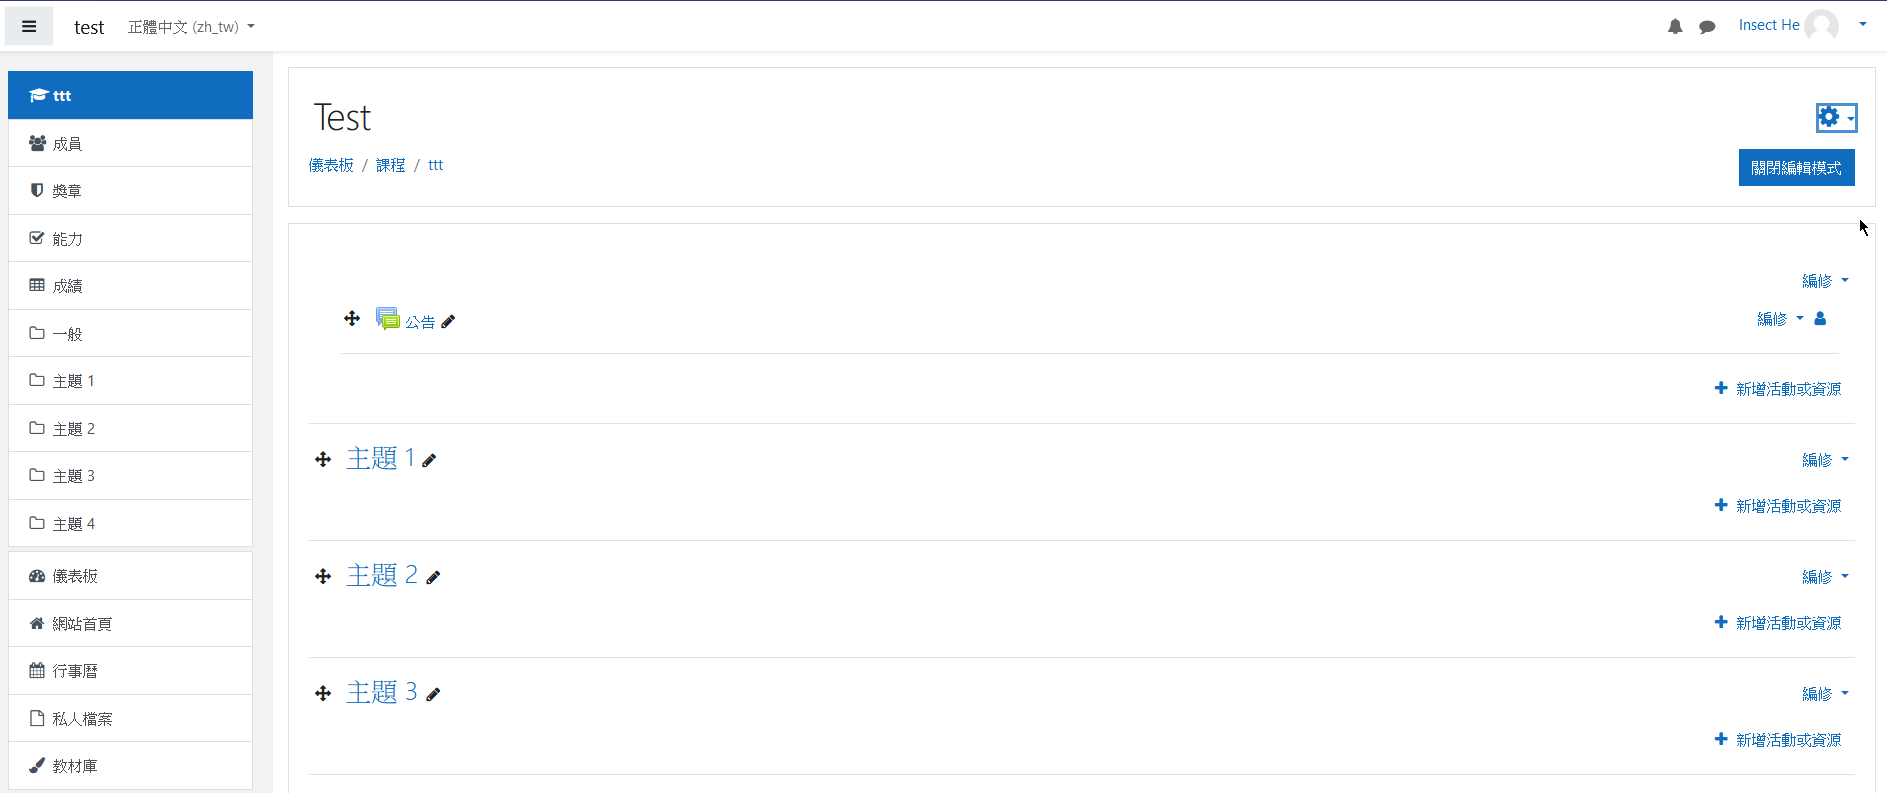 test 正體中文 (zh_tw) Insect He
ttt
成員
獎章
能力
成績
一般
主題 1
主題 2
主題 3
主題 4
儀表板
網站首頁
行事曆
私人檔案
教材庫
Test
儀表板 / 課程 / ttt
關閉編輯模式
編修
公告 編修
新增活動或資源
主題 1 編修
新增活動或資源
主題 2 編修
新增活動或資源
主題 3 編修
新增活動或資源